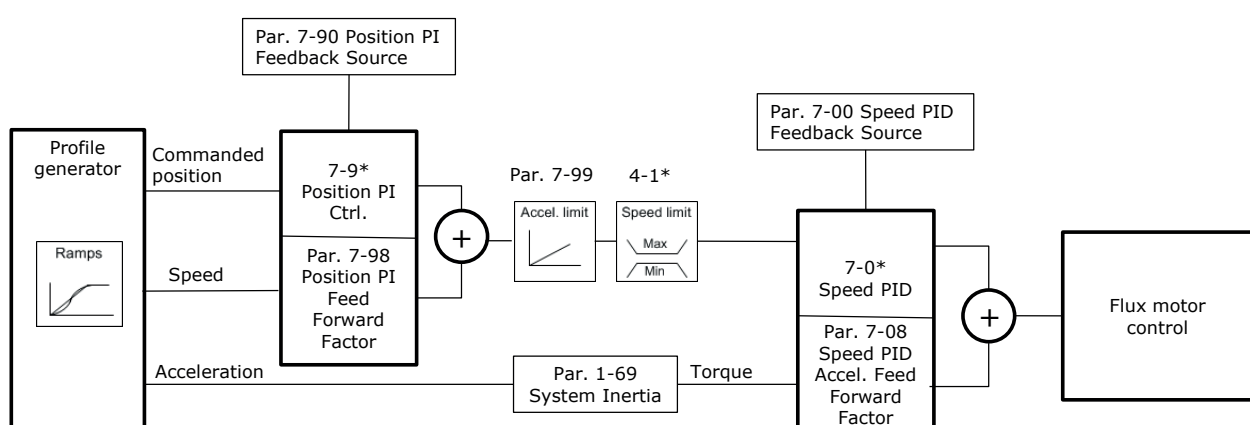 Par. 7-90 Position PI
Feedback Source
Par. 7-00 Speed PID
Feedback Source
Profile
generator
Ramps
Commanded
position
Speed
Acceleration
7-9*
Position PI
Ctrl.
Par. 7-98
Position PI
Feed
Forward
Factor
+
Par. 7-99
Accel. limit
4-1*
Speed limit
Max
Min
Par. 1-69
System Inertia
Torque
7-0*
Speed PID
Par. 7-08
Speed PID
Accel. Feed
Forward
Factor
+
Flux motor
control